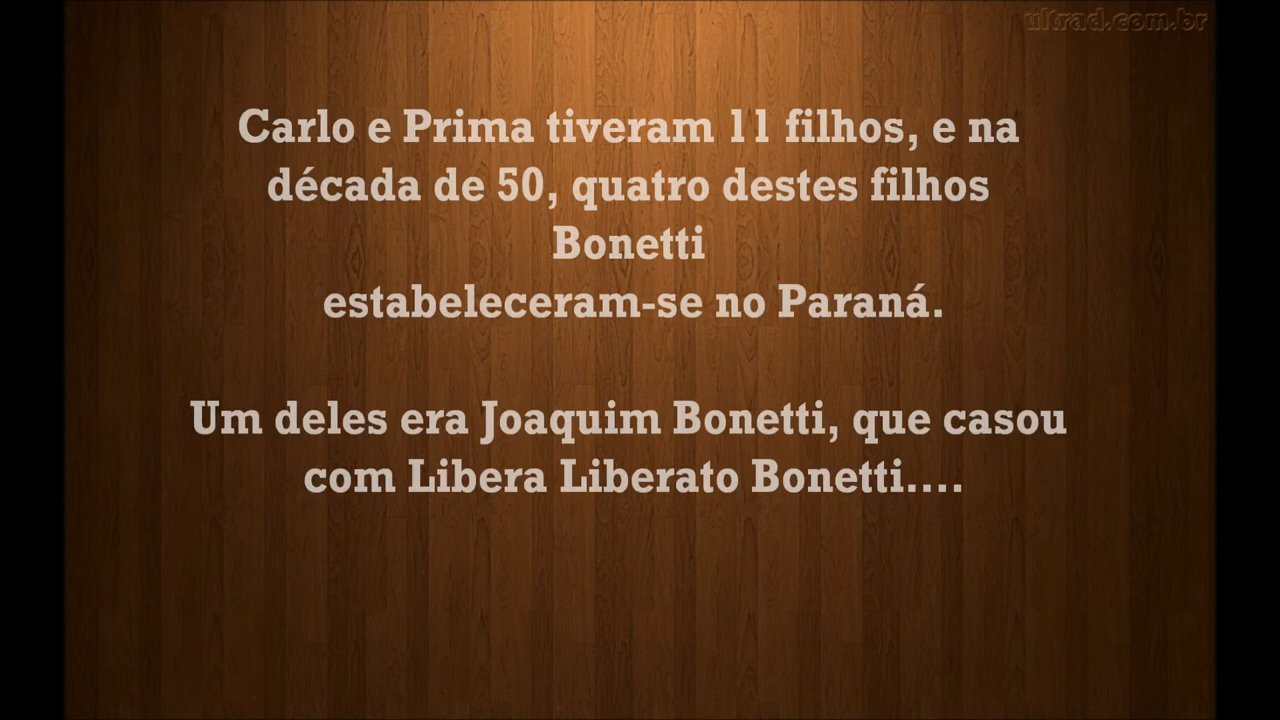 ultrad.com.br
Carlo e Prima tiveram 11 filhos, e na
década de 50, quatro destes filhos
Bonetti
estabeleceram-se no Paraná.
Um deles era Joaquim Bonetti, que casou
com Libera Liberato Bonetti....